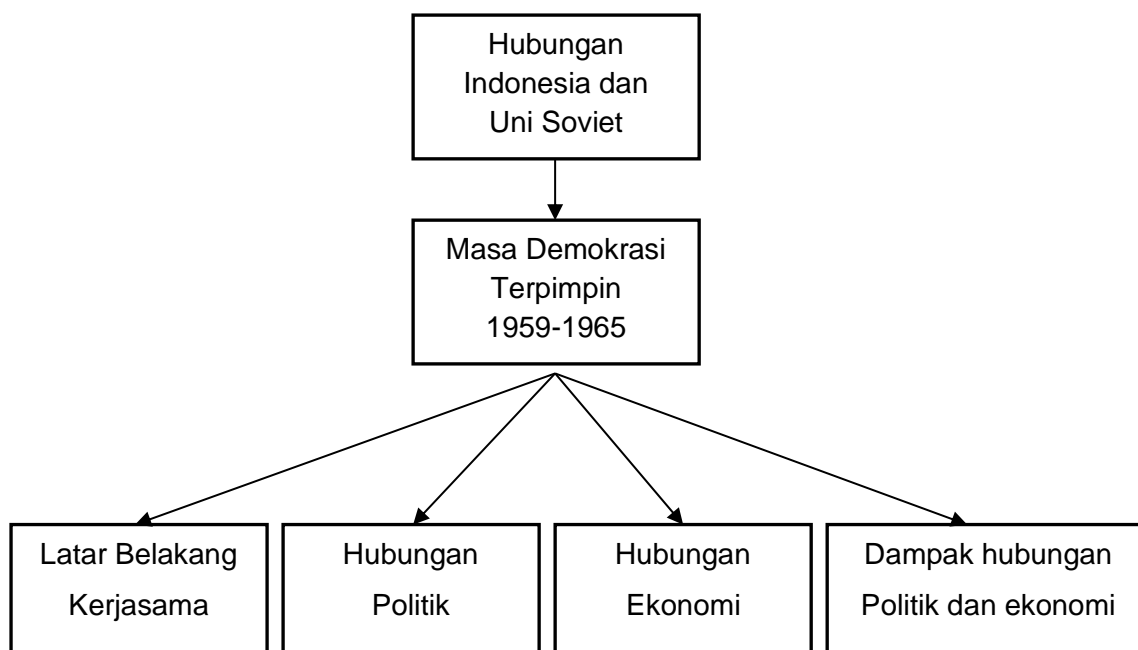 Hubungan
Indonesia dan
Uni Soviet
Masa Demokrasi
Terpimpin
1959-1965
Latar Belakang
Kerjasama
Hubungan
Politik
Hubungan
Ekonomi
Dampak hubungan
Politik dan ekonomi